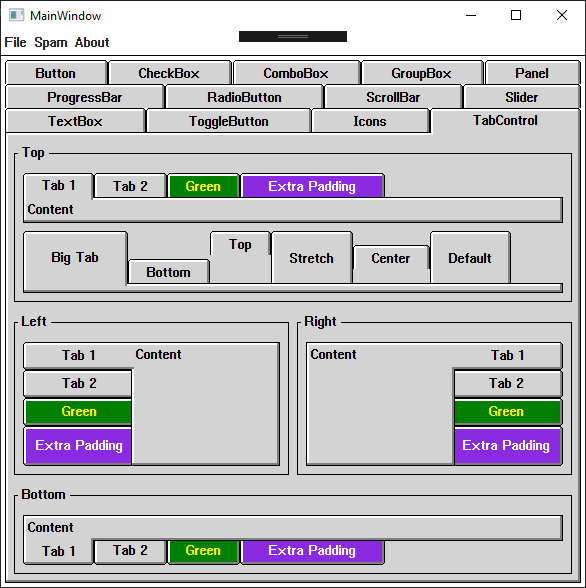 MainWindow
File Spam About
Button CheckBox ComboBox GroupBox Panel
ProgressBar RadioButton ScrollBar Slider
TextBox ToggleButton Icons TabControl
Top
Tab 1 Tab 2 Green Extra Padding
Content
Big Tab Bottom Top Stretch Center Default
Left
Tab 1 Content
Tab 2
Green
Extra Padding
Right
Content Tab 1
Tab 2
Green
Extra Padding
Bottom
Content
Tab 1 Tab 2 Green Extra Padding